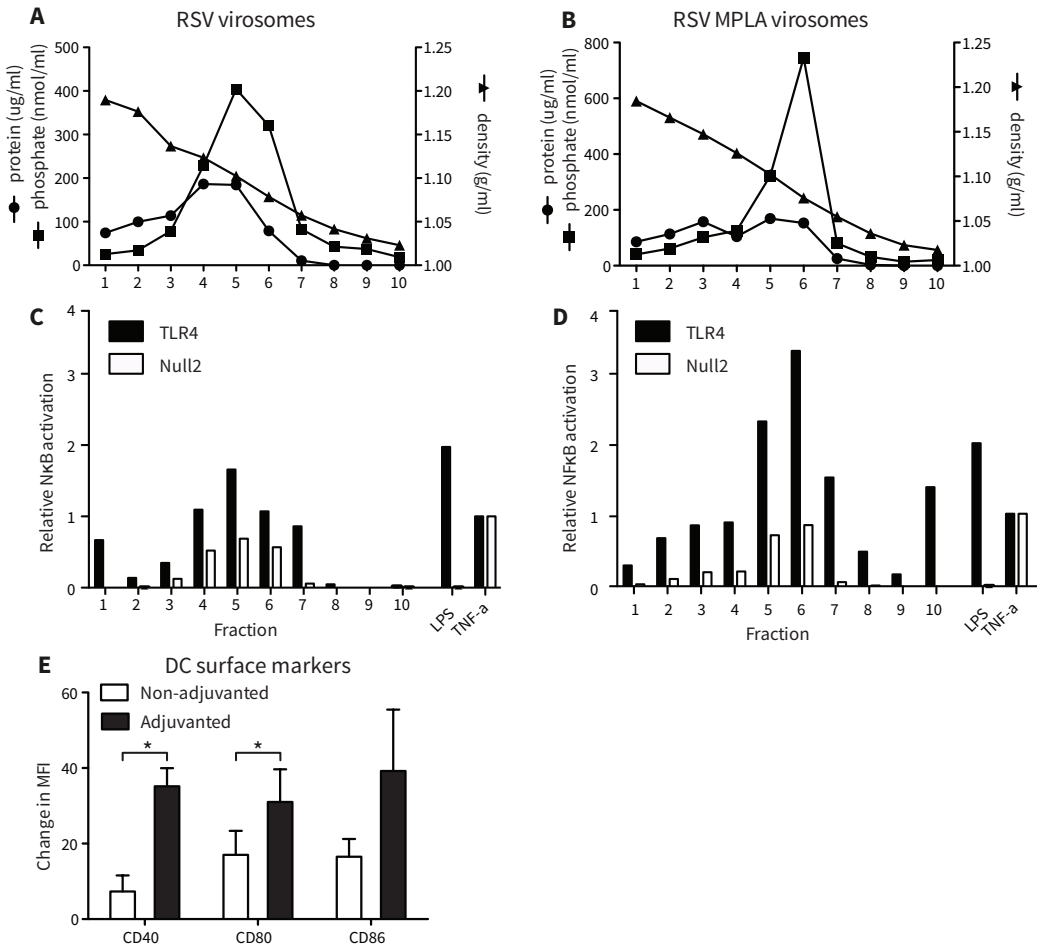 A
RSV virosomes
protein (ug/ml)
phosphate (nmol/ml)
500
400
300
200
100
0
1.25
1.20
1.15
1.10
1.05
1.00
density (g/ml)
1 2 3 4 5 6 7 8 9 10
B
RSV MPLA virosomes
protein (ug/ml)
phosphate (nmol/ml)
800
600
400
200
0
1.25
1.20
1.15
1.10
1.05
1.00
density (g/ml)
1 2 3 4 5 6 7 8 9 10
C
TLR4
Null2
Relative NκB activation
4
3
2
1
0
1 2 3 4 5 6 7 8 9 10 LPS TNF-a
Fraction
D
TLR4
Null2
Relative NFκB activation
4
3
2
1
0
1 2 3 4 5 6 7 8 9 10 LPS TNF-a
Fraction
E
DC surface markers
Non-adjuvanted
Adjuvanted
Change in MFI
60
40
20
0
* *
CD40 CD80 CD86